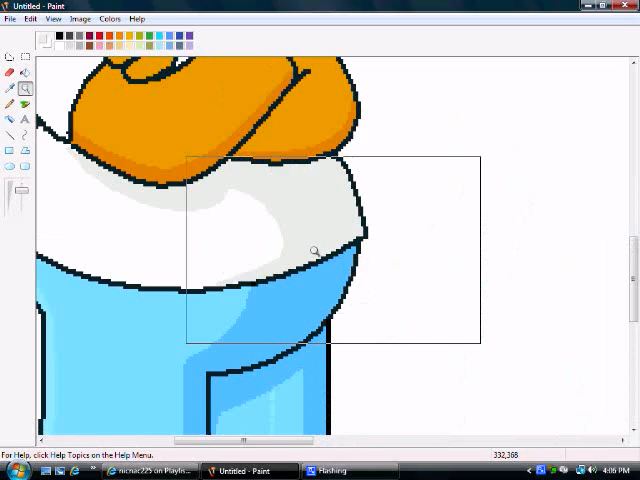 Untitled - Paint
File Edit View Image Colors Help
For Help, click Help Topics on the Help Menu.
332,368
nicnac225 on Playlis...
Untitled - Paint
Flashing
4:06 PM